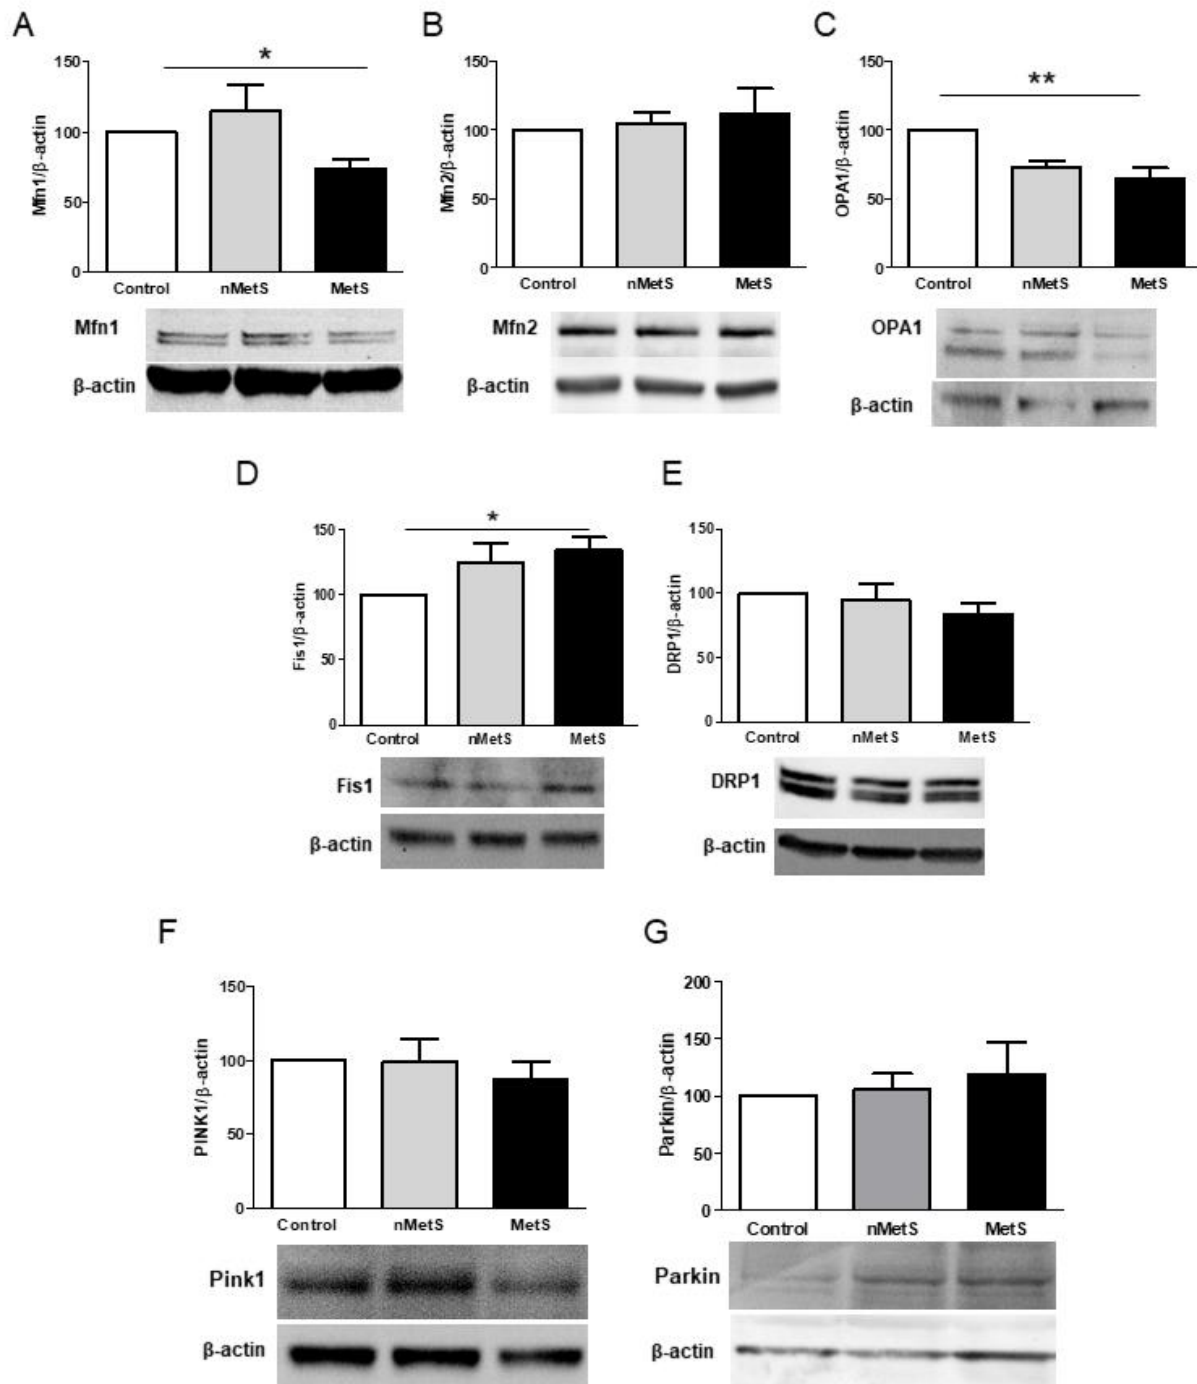 A
B
C
150
100
50
0
Mfn1/β-actin
*
Control nMetS MetS
Mfn1
β-actin
150
100
50
0
Mfn2/β-actin
Control nMetS MetS
Mfn2
β-actin
150
100
50
0
OPA1/β-actin
**
Control nMetS MetS
OPA1
β-actin
D
E
150
100
50
0
Fis1/β-actin
*
Control nMetS MetS
Fis1
β-actin
150
100
50
0
DRP1/β-actin
Control nMetS MetS
DRP1
β-actin
F
G
150
100
50
0
PINK1/β-actin
Control nMetS MetS
Pink1
β-actin
200
150
100
50
0
Parkin/β-actin
Control nMetS MetS
Parkin
β-actin